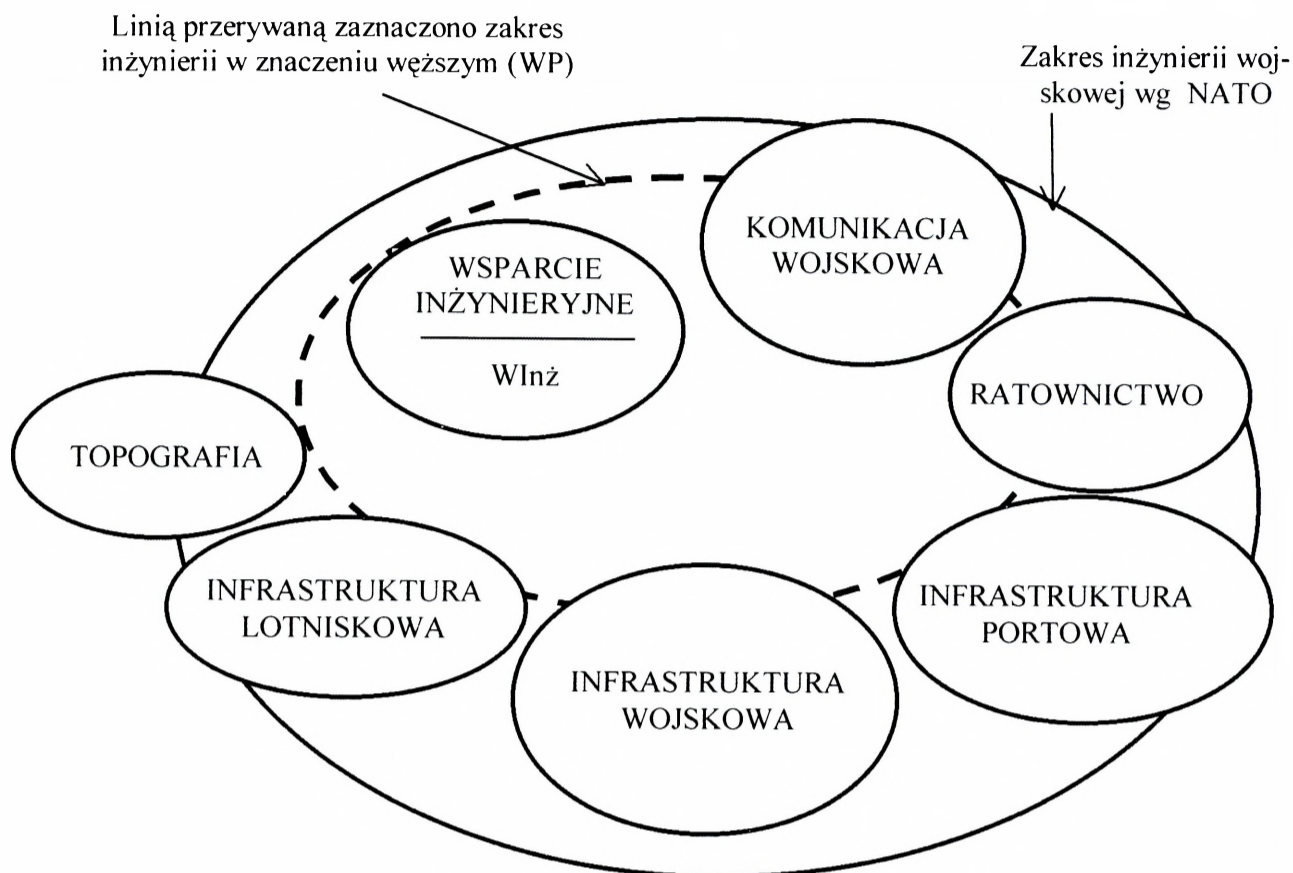 Linią przerywaną zaznaczono zakres
inżynierii w znaczeniu węższym (WP)
Zakres inżynierii woj-
skowej wg NATO
KOMUNIKACJA
WOJSKOWA
WSPARCIE
INŻYNIERYJNE
WInż
RATOWNICTWO
TOPOGRAFIA
INFRASTRUKTURA
LOTNISKOWA
INFRASTRUKTURA
PORTOWA
INFRASTRUKTURA
WOJSKOWA